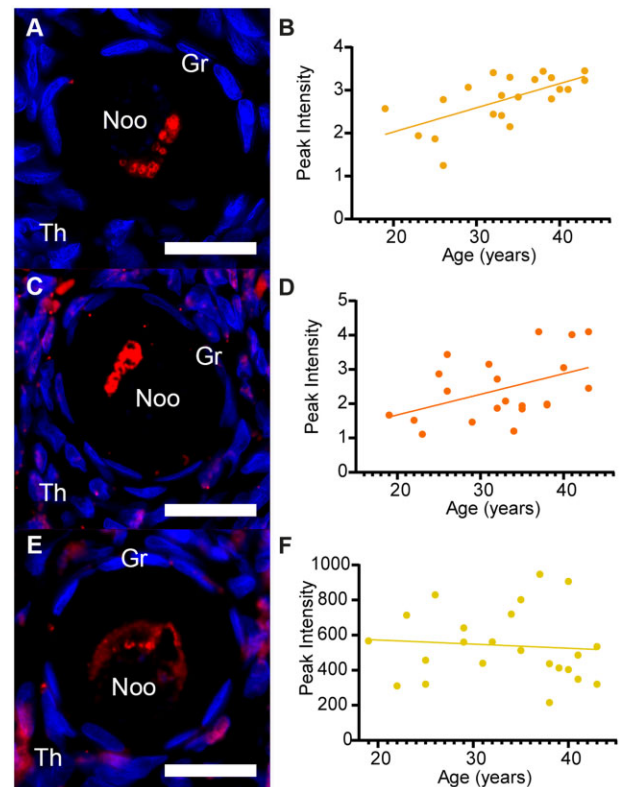 A
Gr
Noo
Th
B
4
3
2
1
0
Peak Intensity
20
30
40
Age (years)
C
Gr
Noo
Th
D
5
4
3
2
1
0
Peak Intensity
20
30
40
Age (years)
E
Gr
Noo
Th
F
1000
800
600
400
200
0
Peak Intensity
20
30
40
Age (years)